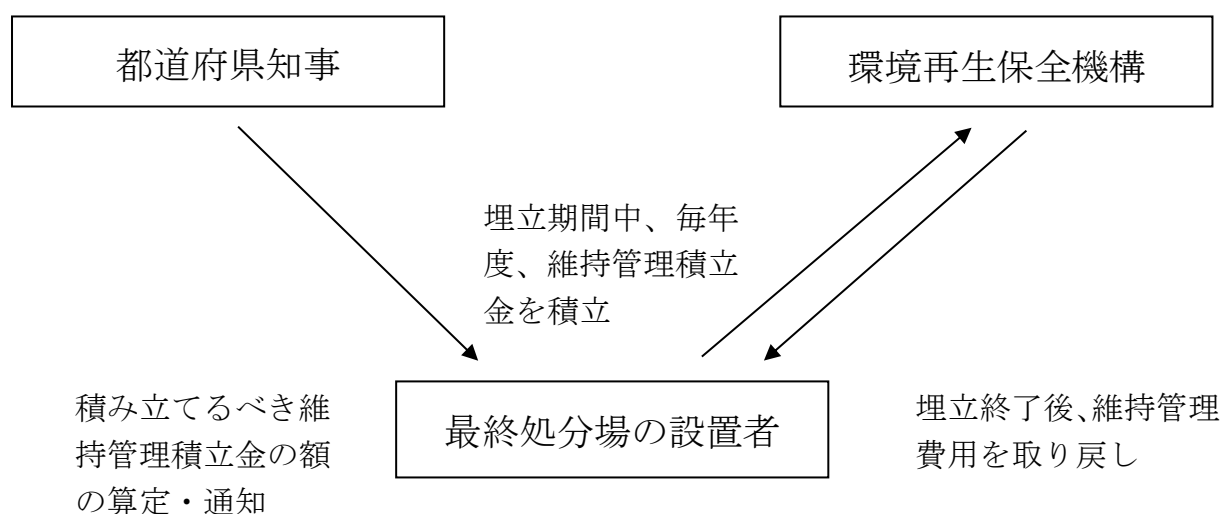 都道府県知事
環境再生保全機構
埋立期間中、毎年
度、維持管理積立
金を積立
積み立てるべき維
持管理積立金の額
の算定・通知
最終処分場の設置者
埋立終了後、維持管理
費用を取り戻し